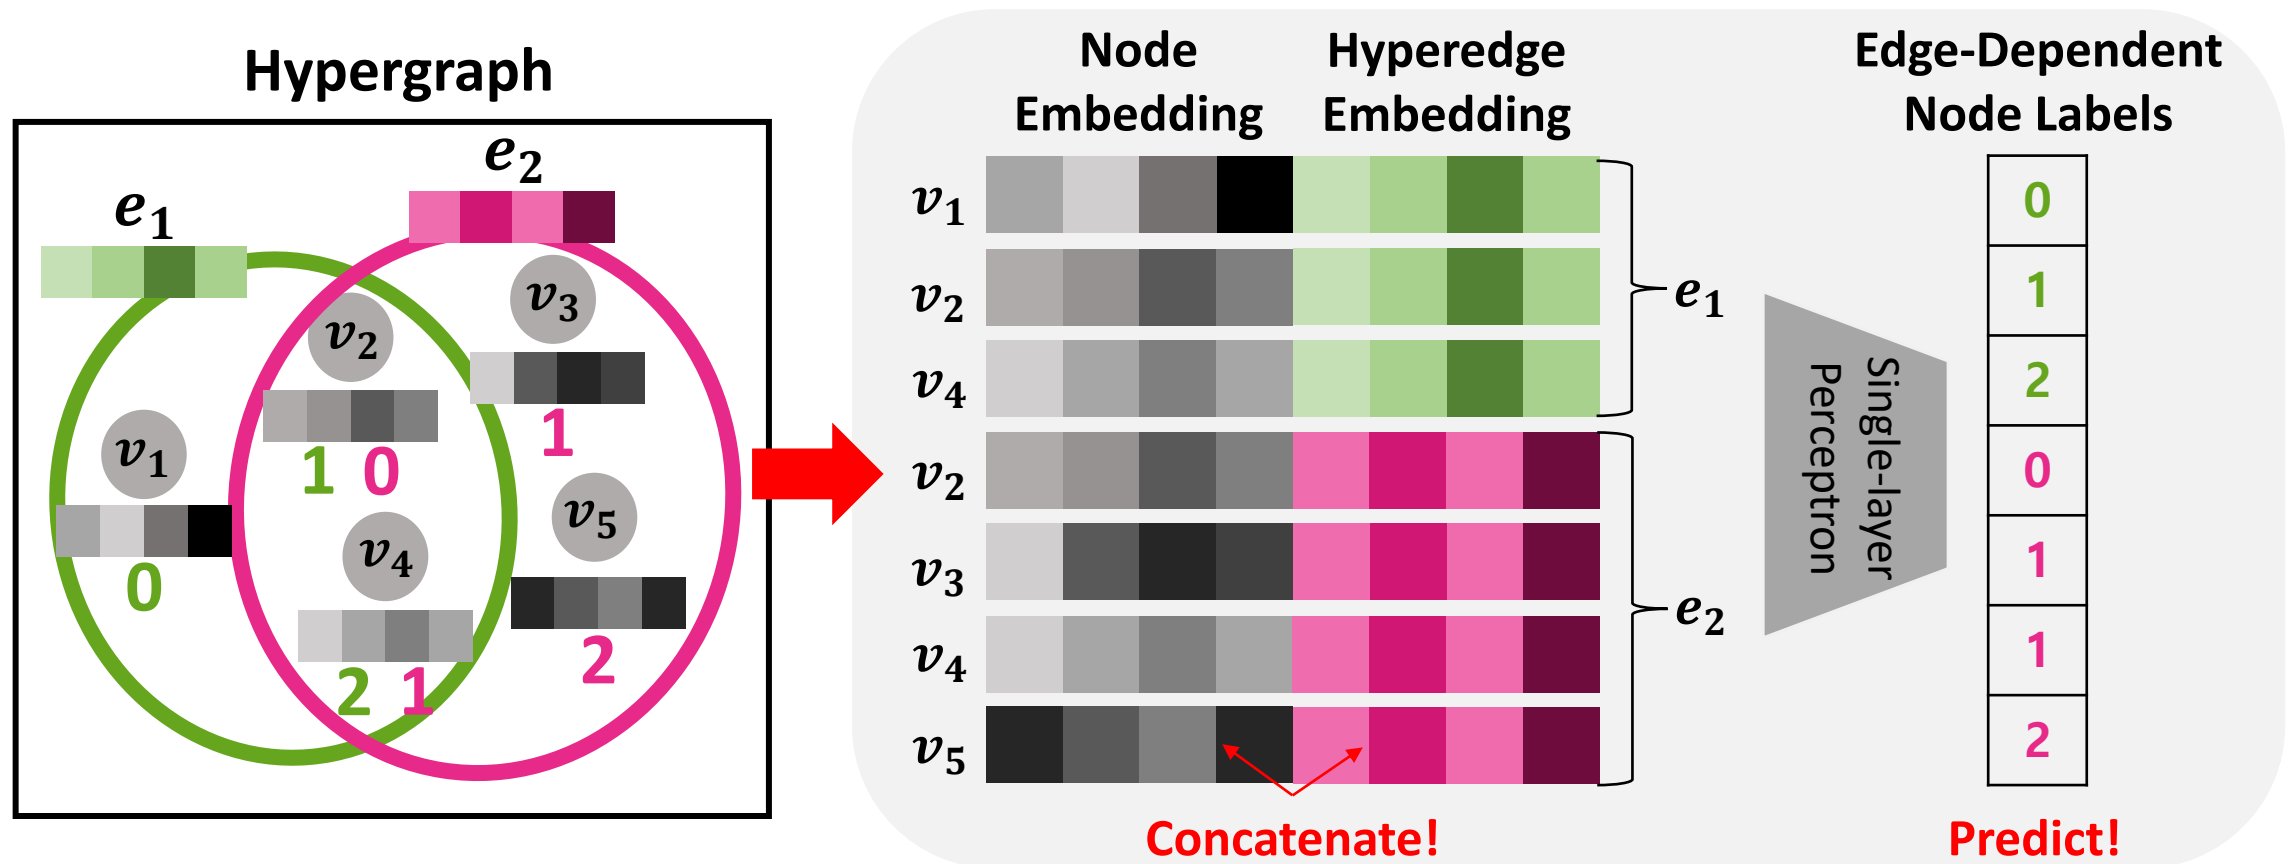 Hypergraph
e1
e2
v3
v2
1
1 0
v1
v5
0
v4
2
2 1
Node
Embedding
Hyperedge
Embedding
Edge-Dependent
Node Labels
v1
v2
v4
e1
v2
v3
v4
v5
e2
Concatenate!
Single-layer
Perceptron
0
1
2
0
1
1
2
Predict!